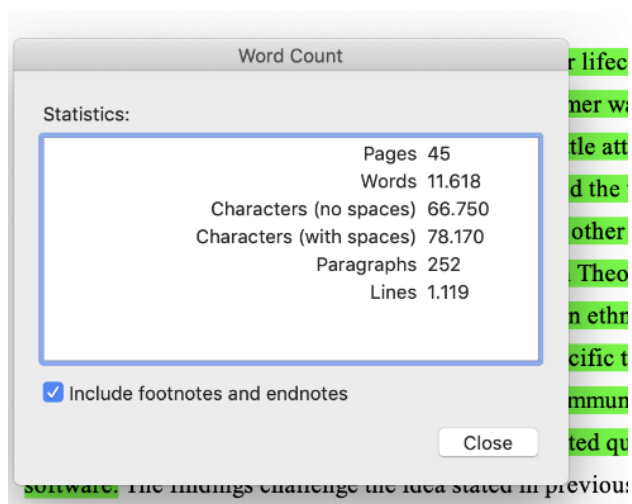 Word Count
r lifec
Statistics:
mer wa
Pages 45
tle att
Words 11.618
d the
Characters (no spaces) 66.750
Characters (with spaces) 78.170
other
Paragraphs 252
Theo
Lines 1.119
n ethn
cific t
Include footnotes and endnotes
mmun
Close
ted qu
software. The findings challenge the idea stated in previous